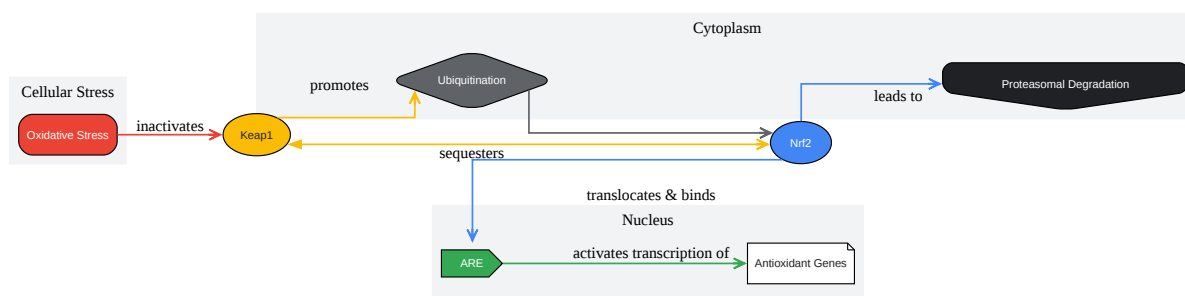 Cytoplasm
Ubiquitination
promotes
Proteasomal Degradation
Cellular Stress
leads to
Oxidative Stress
inactivates
Keap1
Nrf2
sequesters
translocates & binds
Nucleus
activates transcription of
ARE
Antioxidant Genes